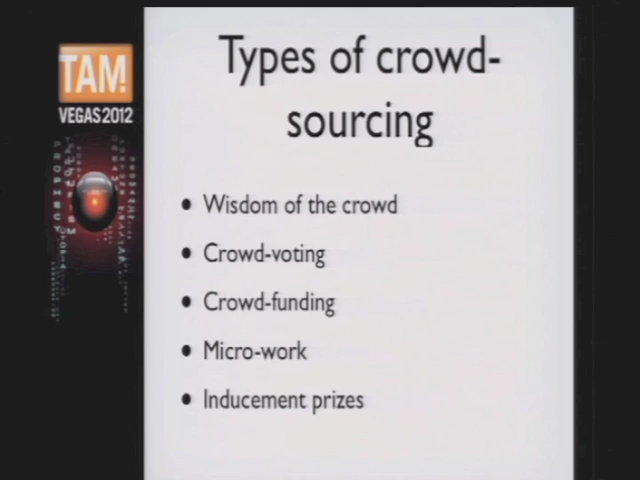 TAM!
VEGAS 2012
Types of crowd-
sourcing
• Wisdom of the crowd
• Crowd-voting
• Crowd-funding
• Micro-work
• Inducement prizes